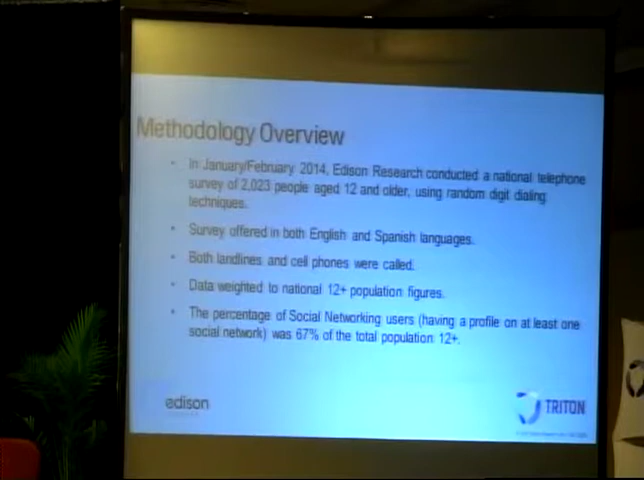 Methodology Overview
• In January/February 2014, Edison Research conducted a national telephone
survey of 2,023 people aged 12 and older, using random digit dialing
techniques.
• Survey offered in both English and Spanish languages.
• Both landlines and cell phones were called.
• Data weighted to national 12+ population figures.
• The percentage of Social Networking users (having a profile on at least one
social network) was 67% of the total population 12+.
edison
TRITON